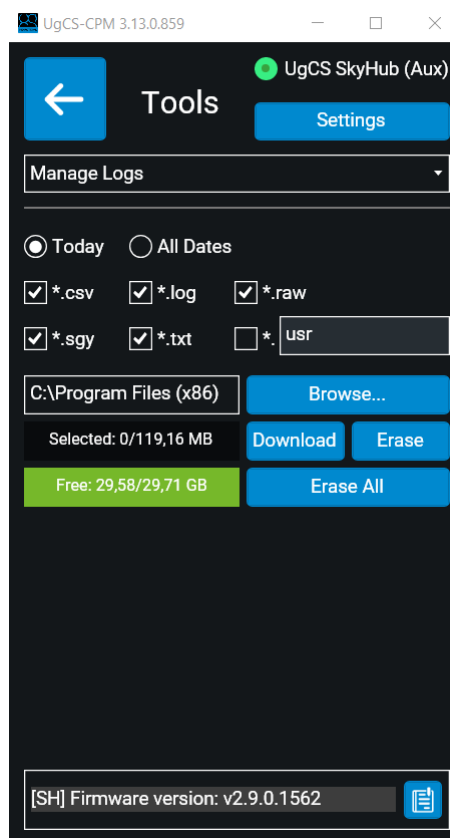 UgCS-CPM 3.13.0.859
UgCS SkyHub (Aux)
Tools
Settings
Manage Logs
Today All Dates
*.csv *.log *.raw
*.sgy *.txt *. usr
C:\Program Files (x86) Browse...
Selected: 0/119,16 MB Download Erase
Free: 29,58/29,71 GB Erase All
[SH] Firmware version: v2.9.0.1562